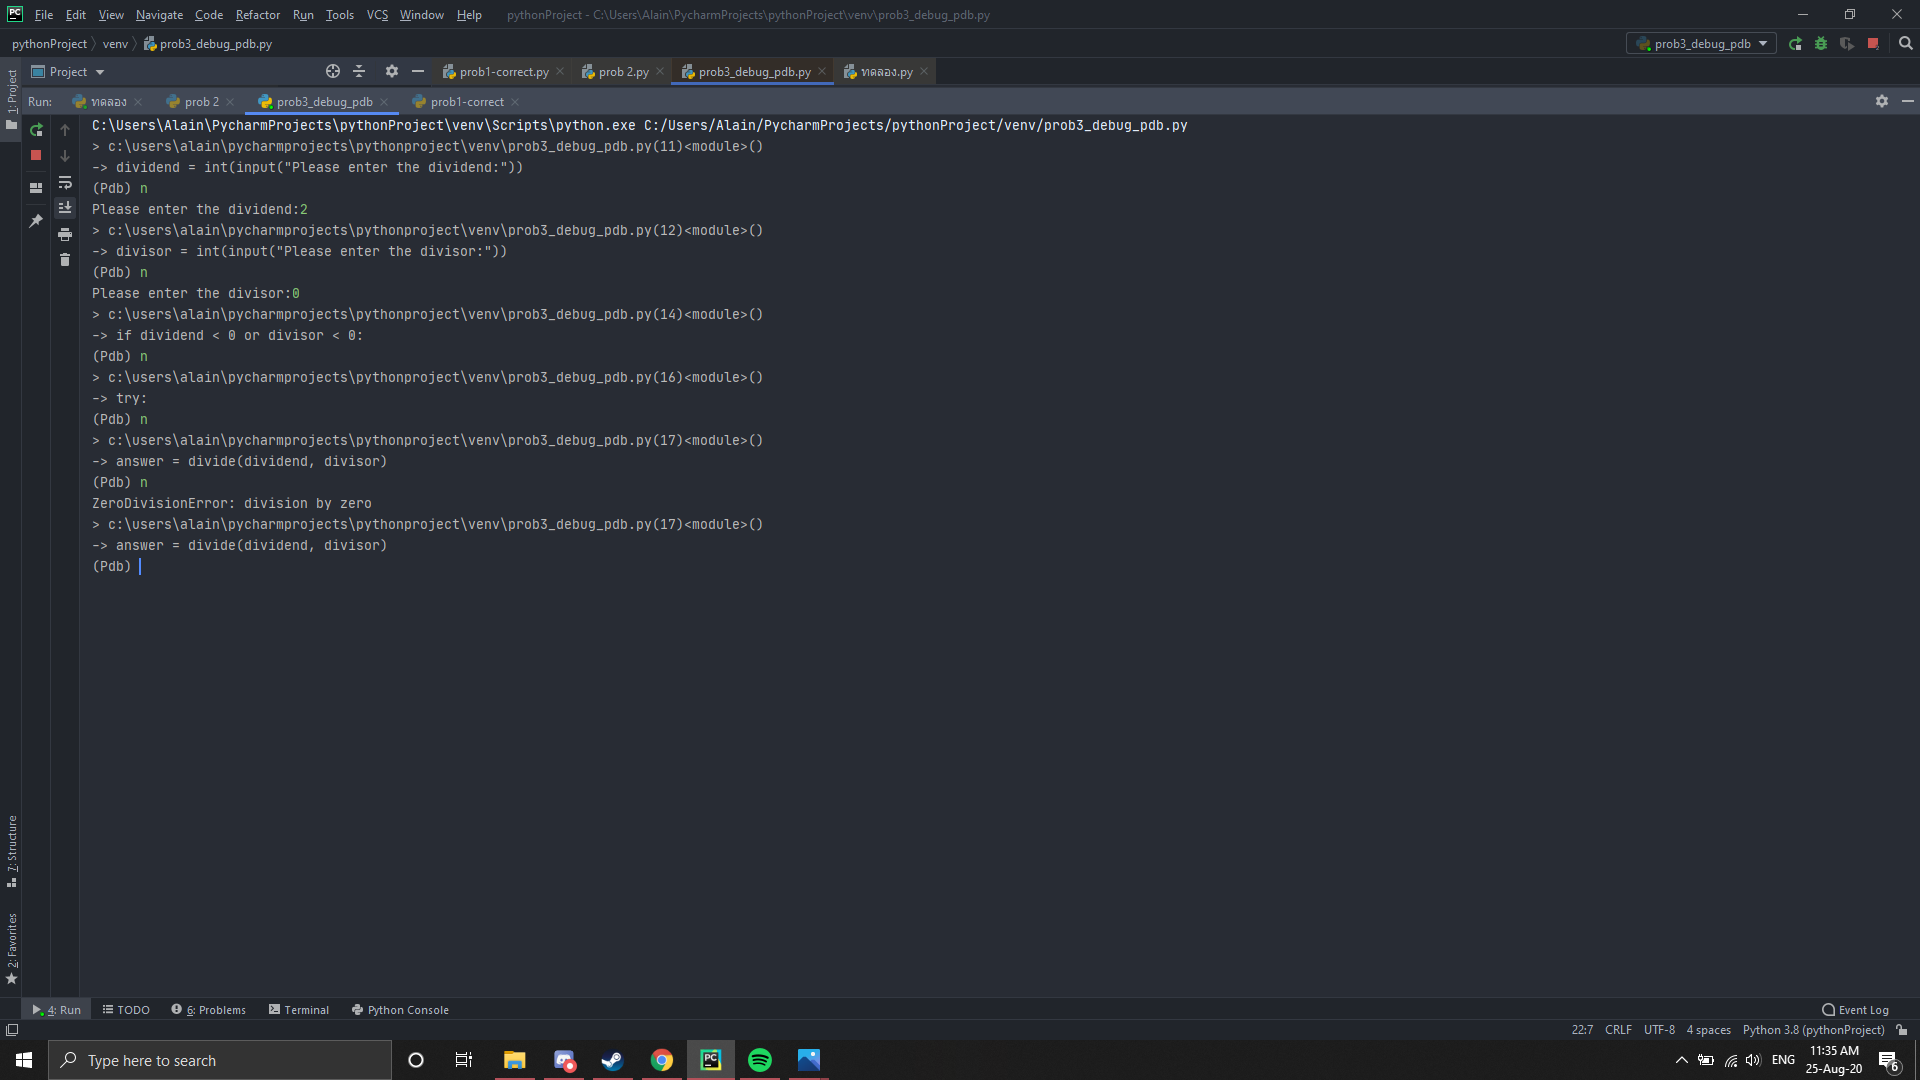 PC File Edit View Navigate Code Refactor Run Tools VCS Window Help pythonProject - C:\Users\Alain\PycharmProjects\pythonProject\venv\prob3_debug_pdb.py
pythonProject venv prob3_debug_pdb.py prob3_debug_pdb
1: Project
Project prob1-correct.py prob 2.py prob3_debug_pdb.py ทดลอง.py
Run: ทดลอง prob 2 prob3_debug_pdb prob1-correct
C:\Users\Alain\PycharmProjects\pythonProject\venv\Scripts\python.exe C:/Users/Alain/PycharmProjects/pythonProject/venv/prob3_debug_pdb.py
> c:\users\alain\pycharmprojects\pythonproject\venv\prob3_debug_pdb.py(11)<module>()
-> dividend = int(input("Please enter the dividend:"))
(Pdb) n
Please enter the dividend:2
> c:\users\alain\pycharmprojects\pythonproject\venv\prob3_debug_pdb.py(12)<module>()
-> divisor = int(input("Please enter the divisor:"))
(Pdb) n
Please enter the divisor:0
> c:\users\alain\pycharmprojects\pythonproject\venv\prob3_debug_pdb.py(14)<module>()
-> if dividend < 0 or divisor < 0:
(Pdb) n
> c:\users\alain\pycharmprojects\pythonproject\venv\prob3_debug_pdb.py(16)<module>()
-> try:
(Pdb) n
> c:\users\alain\pycharmprojects\pythonproject\venv\prob3_debug_pdb.py(17)<module>()
-> answer = divide(dividend, divisor)
(Pdb) n
ZeroDivisionError: division by zero
> c:\users\alain\pycharmprojects\pythonproject\venv\prob3_debug_pdb.py(17)<module>()
-> answer = divide(dividend, divisor)
(Pdb)
7: Structure
2: Favorites
4: Run TODO 6: Problems Terminal Python Console Event Log
22:7 CRLF UTF-8 4 spaces Python 3.8 (pythonProject)
Type here to search PC ENG 11:35 AM
25-Aug-20 6